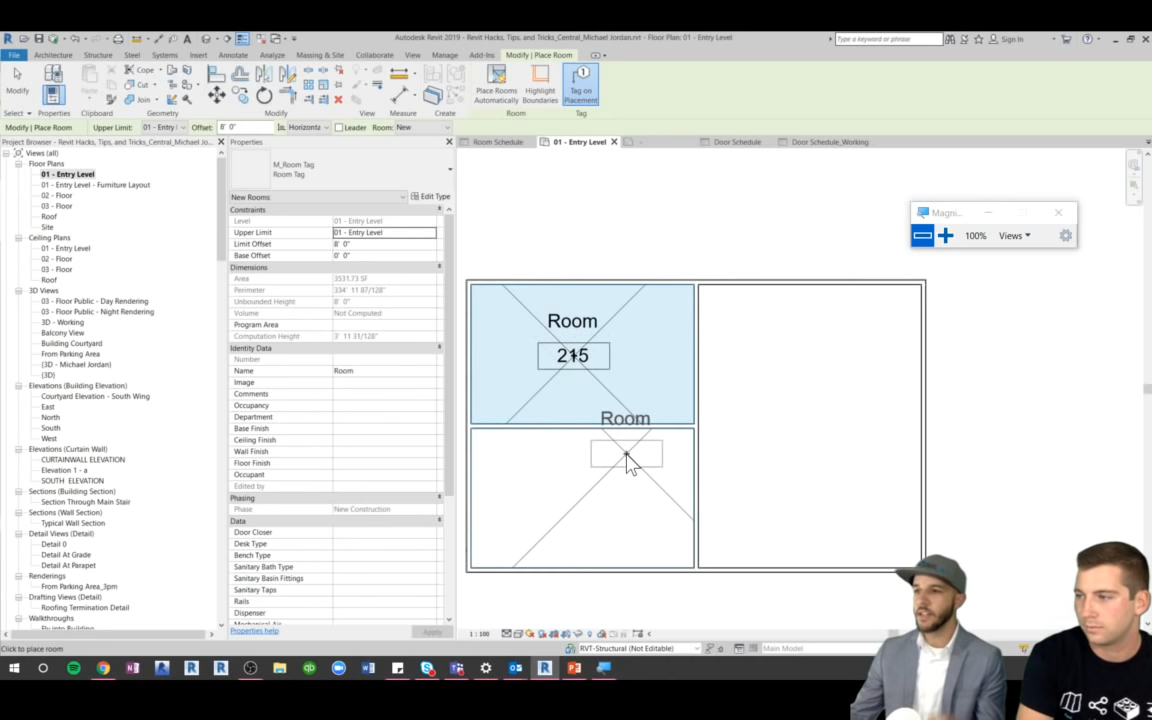 Autodesk Revit 2019 - Revit Hacks, Tips, and Tricks_Central_Michael Jordan.rvt - Floor Plan: 01 - Entry Level
Type a keyword or phrase
Sign In
File Architecture Structure Steel Systems Insert Annotate Analyze Massing & Site Collaborate View Manage Add-Ins Modify | Place Room
Modify
Cope
Cut
Join
Place Rooms Automatically
Highlight Boundaries
Tag on Placement
Select Properties Clipboard Geometry Modify View Measure Create Room Tag
Modify | Place Room Upper Limit: 01 - Entry Offset: 8' 0" Horizonta Leader Room: New
Project Browser - Revit Hacks, Tips, and Tricks_Central_Michael Jo...
Views (all)
Floor Plans
01 - Entry Level
01 - Entry Level - Furniture Layout
02 - Floor
03 - Floor
Roof
Site
Ceiling Plans
01 - Entry Level
02 - Floor
03 - Floor
Roof
3D Views
03 - Floor Public - Day Rendering
03 - Floor Public - Night Rendering
3D - Working
Balcony View
Building Courtyard
From Parking Area
{3D - Michael Jordan}
{3D}
Elevations (Building Elevation)
Courtyard Elevation - South Wing
East
North
South
West
Elevations (Curtain Wall)
CURTAINWALL ELEVATION
Elevation 1 - a
SOUTH ELEVATION
Sections (Building Section)
Section Through Main Stair
Sections (Wall Section)
Typical Wall Section
Detail Views (Detail)
Detail 0
Detail At Grade
Detail At Parapet
Renderings
From Parking Area_3pm
Drafting Views (Detail)
Roofing Termination Detail
Walkthroughs
Properties
M_Room Tag
Room Tag
New Rooms Edit Type
Constraints
Level 01 - Entry Level
Upper Limit 01 - Entry Level
Limit Offset 8' 0"
Base Offset 0' 0"
Dimensions
Area 3531.73 SF
Perimeter 334' 11 87/128"
Unbounded Height 8' 0"
Volume Not Computed
Program Area
Computation Height 3' 11 31/128"
Identity Data
Number
Name Room
Image
Comments
Occupancy
Department
Base Finish
Ceiling Finish
Wall Finish
Floor Finish
Occupant
Edited by
Phasing
Phase New Construction
Data
Door Closer
Desk Type
Bench Type
Sanitary Bath Type
Sanitary Basin Fittings
Sanitary Taps
Rails
Dispenser
Properties help Apply
Room Schedule 01 - Entry Level Door Schedule Door Schedule_Working
Magni...
100% Views
Room
215
Room
1 : 100
Click to place room
RVT-Structural (Not Editable)
:0
Main Model